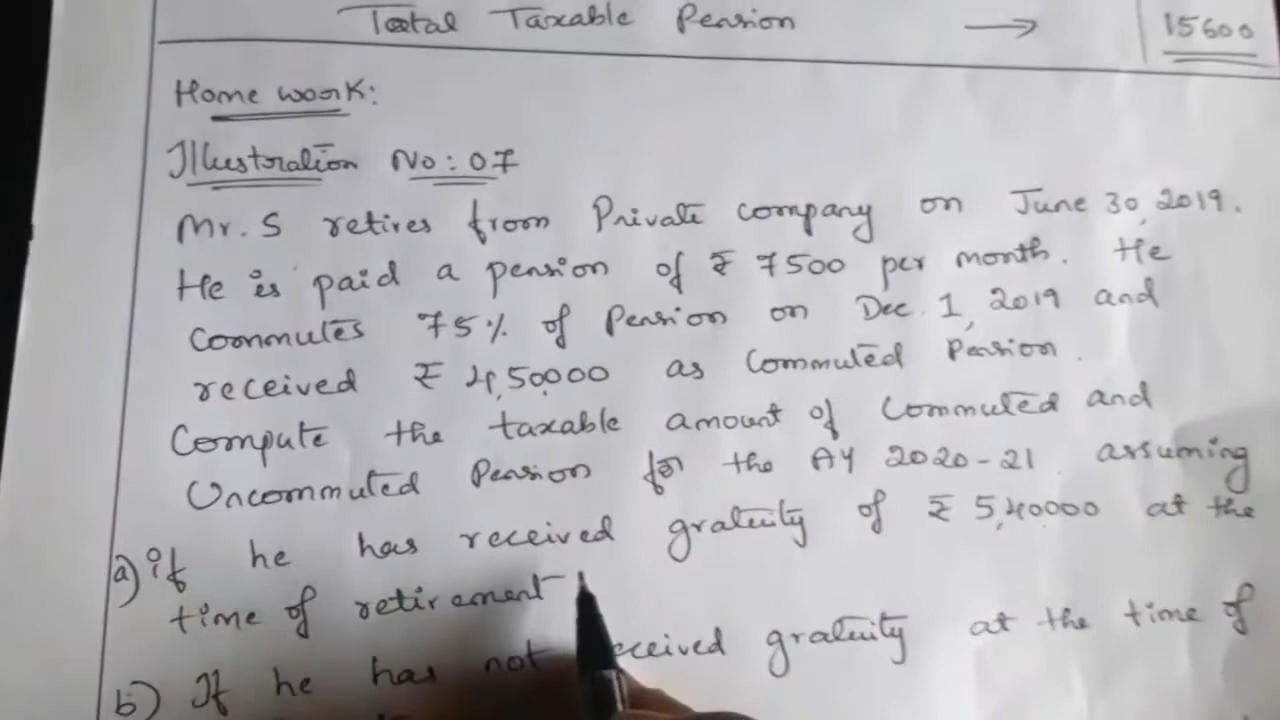 Total Taxable Pension → 15600
Home work:
Illustration No: 07
Mr. S retires from Private company on June 30, 2019.
He is paid a pension of ₹ 7500 per month. He
Commutes 75% of Pension on Dec. 1, 2019 and
received ₹ 4,50000 as Commuted Pension.
Compute the taxable amount of Commuted and
Uncommuted Pension for the AY 2020-21 assuming
a) if he has received gratuity of ₹ 5,40000 at the
time of retirement
b) If he has not received gratuity at the time of